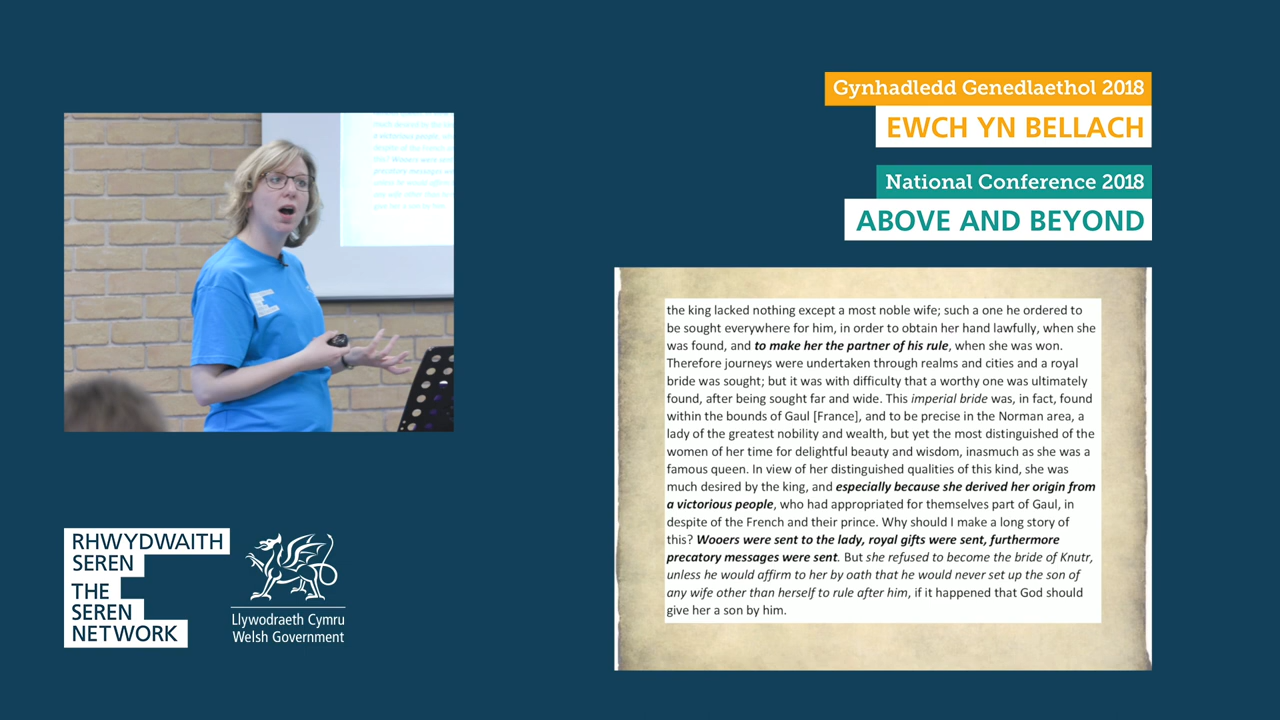 Gynhadledd Genedlaethol 2018
EWCH YN BELLACH
National Conference 2018
ABOVE AND BEYOND
the king lacked nothing except a most noble wife; such a one he ordered to
be sought everywhere for him, in order to obtain her hand lawfully, when she
was found, and to make her the partner of his rule, when she was won.
Therefore journeys were undertaken through realms and cities and a royal
bride was sought; but it was with difficulty that a worthy one was ultimately
found, after being sought far and wide. This imperial bride was, in fact, found
within the bounds of Gaul [France], and to be precise in the Norman area, a
lady of the greatest nobility and wealth, but yet the most distinguished of the
women of her time for delightful beauty and wisdom, inasmuch as she was a
famous queen. In view of her distinguished qualities of this kind, she was
much desired by the king, and especially because she derived her origin from
a victorious people, who had appropriated for themselves part of Gaul, in
despite of the French and their prince. Why should I make a long story of
this? Wooers were sent to the lady, royal gifts were sent, furthermore
precatory messages were sent. But she refused to become the bride of Knutr,
unless he would affirm to her by oath that he would never set up the son of
any wife other than herself to rule after him, if it happened that God should
give her a son by him.
RHWYDWAITH
SEREN
THE
SEREN
NETWORK
Llywodraeth Cymru
Welsh Government